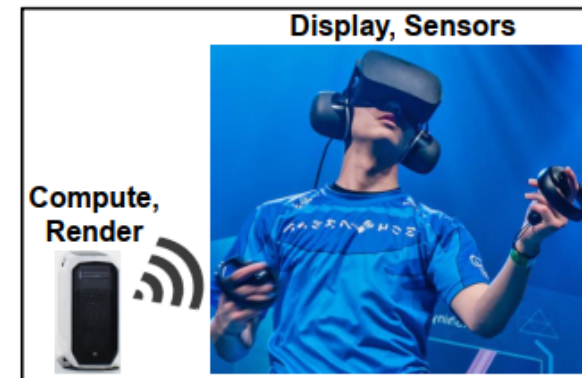 Display, Sensors
Compute,
Render